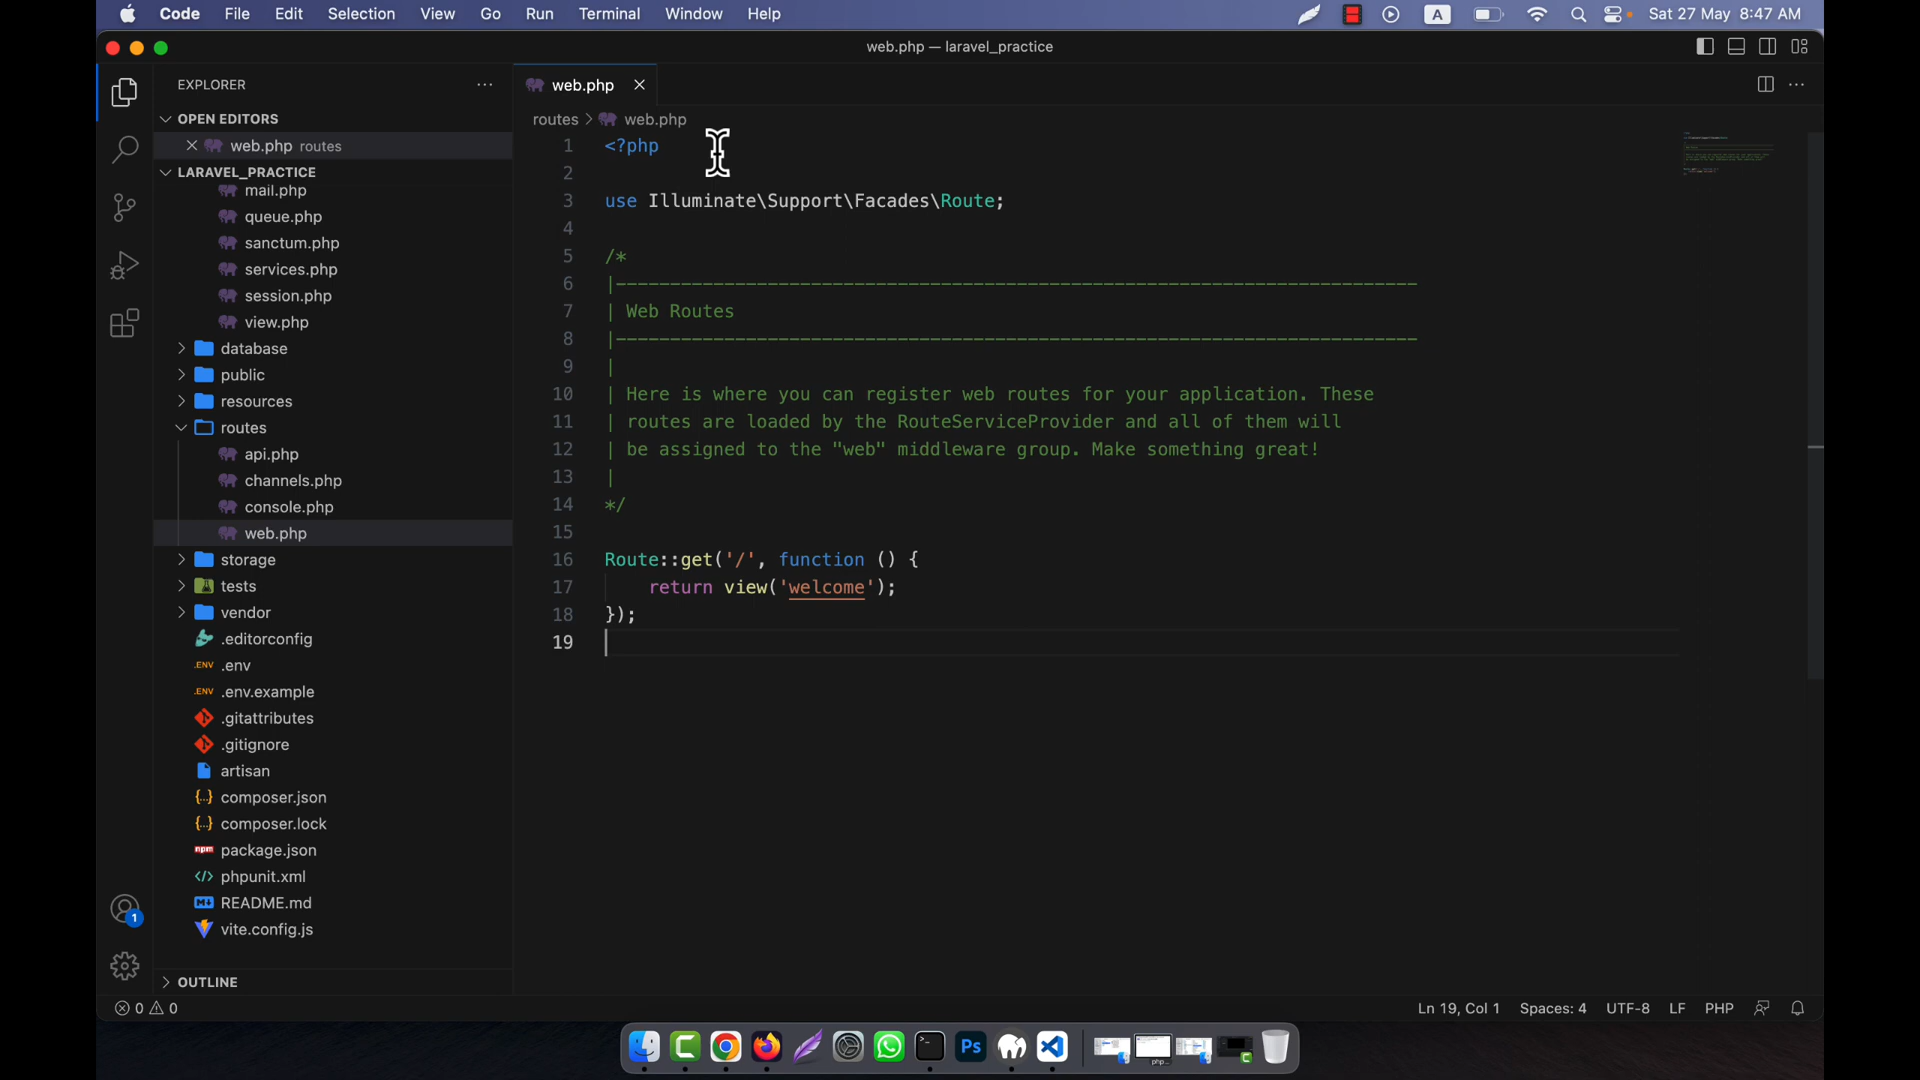 Code File Edit Selection View Go Run Terminal Window Help A Sat 27 May 8:47 AM
web.php — laravel_practice
EXPLORER
OPEN EDITORS
web.php routes
LARAVEL_PRACTICE
mail.php
queue.php
sanctum.php
services.php
session.php
view.php
database
public
resources
routes
api.php
channels.php
console.php
web.php
storage
tests
vendor
.editorconfig
.ENV .env
.ENV .env.example
.gitattributes
.gitignore
artisan
{..} composer.json
{..} composer.lock
npm package.json
phpunit.xml
README.md
vite.config.js
OUTLINE
1
web.php
routes > web.php
1 <?php
2
3 use Illuminate\Support\Facades\Route;
4
5 /*
6 |--------------------------------------------------------------------------
7 | Web Routes
8 |--------------------------------------------------------------------------
9 |
10 | Here is where you can register web routes for your application. These
11 | routes are loaded by the RouteServiceProvider and all of them will
12 | be assigned to the "web" middleware group. Make something great!
13 |
14 */
15
16 Route::get('/', function () {
17     return view('welcome');
18 });
19
0 0 Ln 19, Col 1 Spaces: 4 UTF-8 LF PHP
Ps